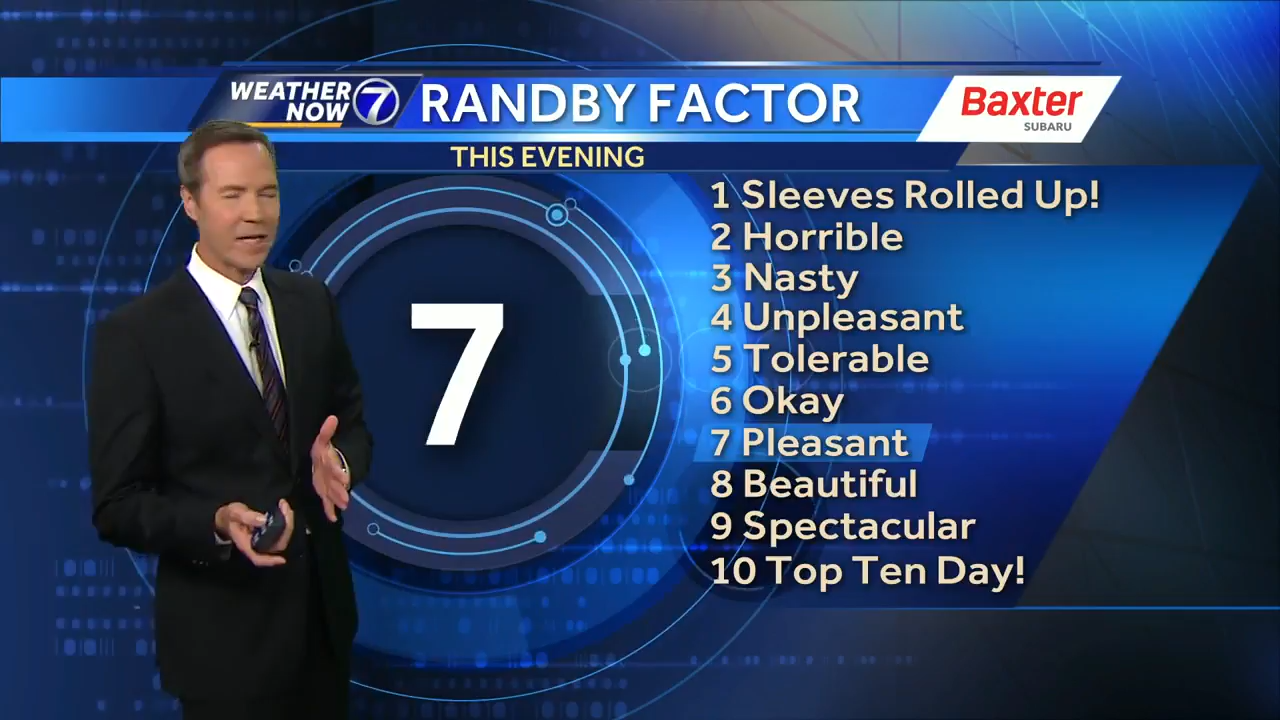 WEATHER
NOW 7
RANDBY FACTOR
Baxter
SUBARU
THIS EVENING
7
1 Sleeves Rolled Up!
2 Horrible
3 Nasty
4 Unpleasant
5 Tolerable
6 Okay
7 Pleasant
8 Beautiful
9 Spectacular
10 Top Ten Day!